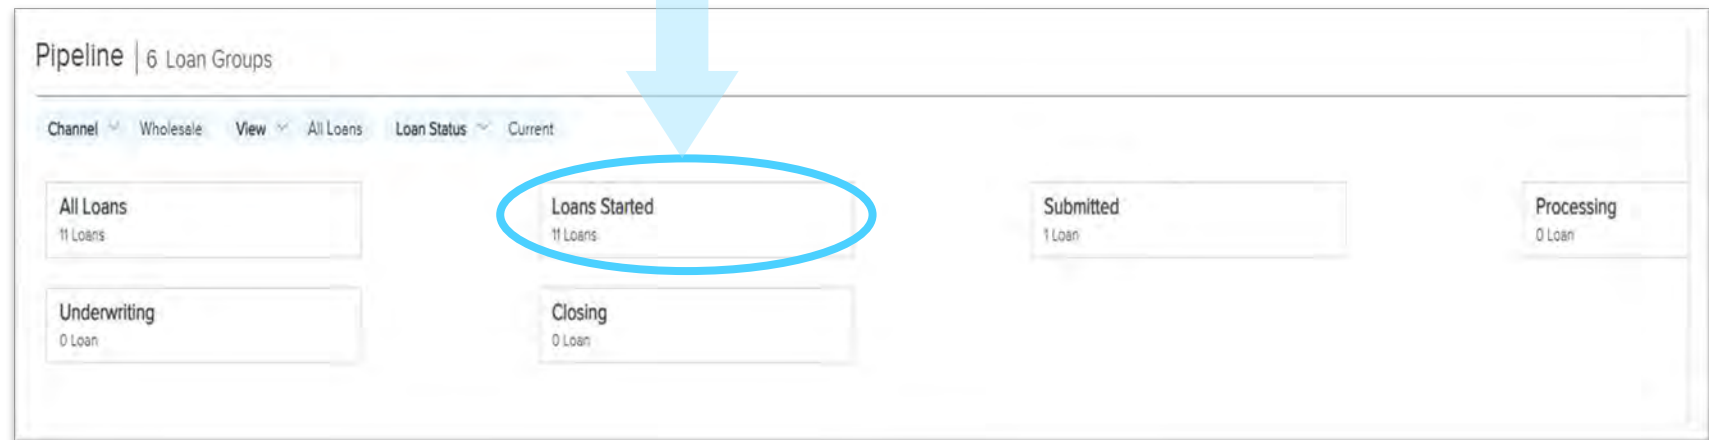 Pipeline | 6 Loan Groups
Channel Wholesale View All Loans Loan Status Current
All Loans
11 Loans
Loans Started
11 Loans
Submitted
1 Loan
Processing
0 Loan
Underwriting
0 Loan
Closing
0 Loan